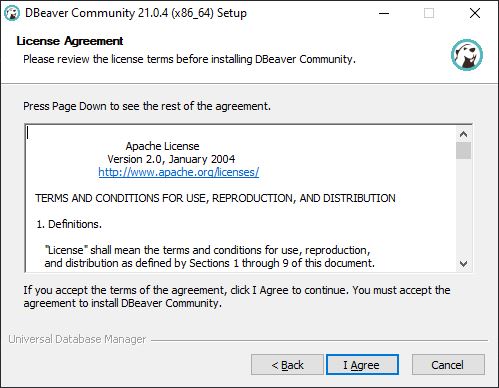 DBeaver Community 21.0.4 (x86_64) Setup
License Agreement
Please review the license terms before installing DBeaver Community.
Press Page Down to see the rest of the agreement.
Apache License
Version 2.0, January 2004
http://www.apache.org/licenses/
TERMS AND CONDITIONS FOR USE, REPRODUCTION, AND DISTRIBUTION
1. Definitions.
"License" shall mean the terms and conditions for use, reproduction,
and distribution as defined by Sections 1 through 9 of this document.
If you accept the terms of the agreement, click I Agree to continue. You must accept the
agreement to install DBeaver Community.
Universal Database Manager
< Back
I Agree
Cancel